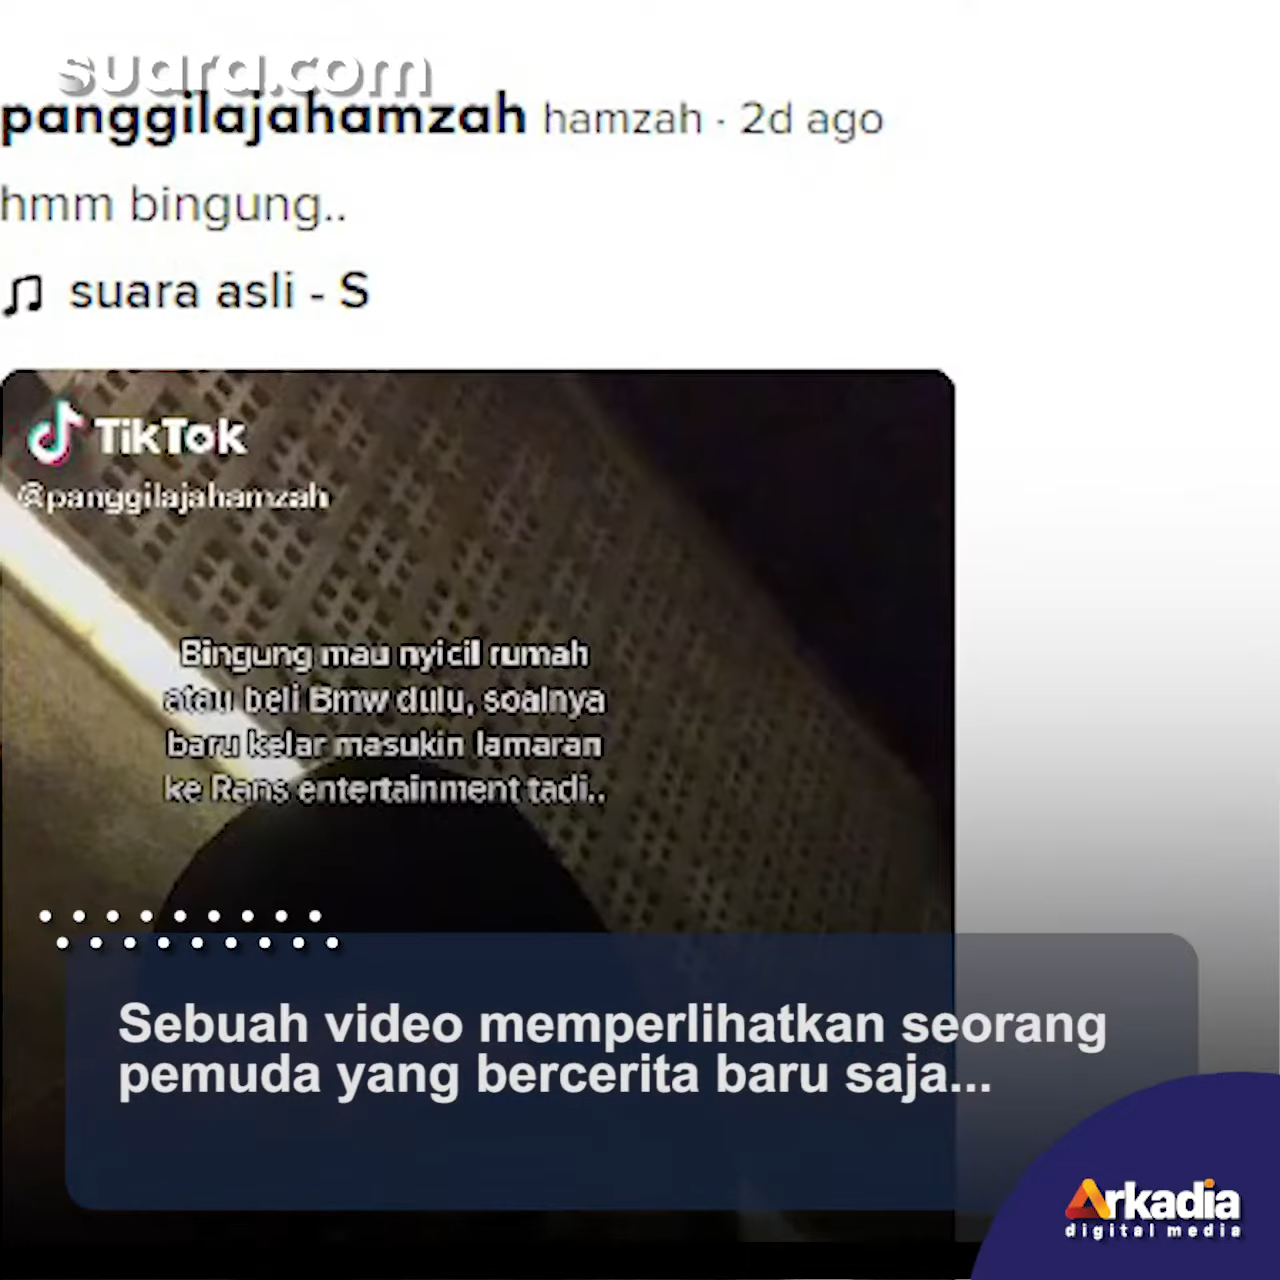 suara.com
panggilajahamzah hamzah · 2d ago
hmm bingung..
suara asli - S
TikTok
@panggilajahamzah
Bingung mau nyicil rumah
atau beli Bmw dulu, soalnya
baru kelar masukin lamaran
ke Rans entertainment tadi..
Sebuah video memperlihatkan seorang
pemuda yang bercerita baru saja...
Arkadia
digital media